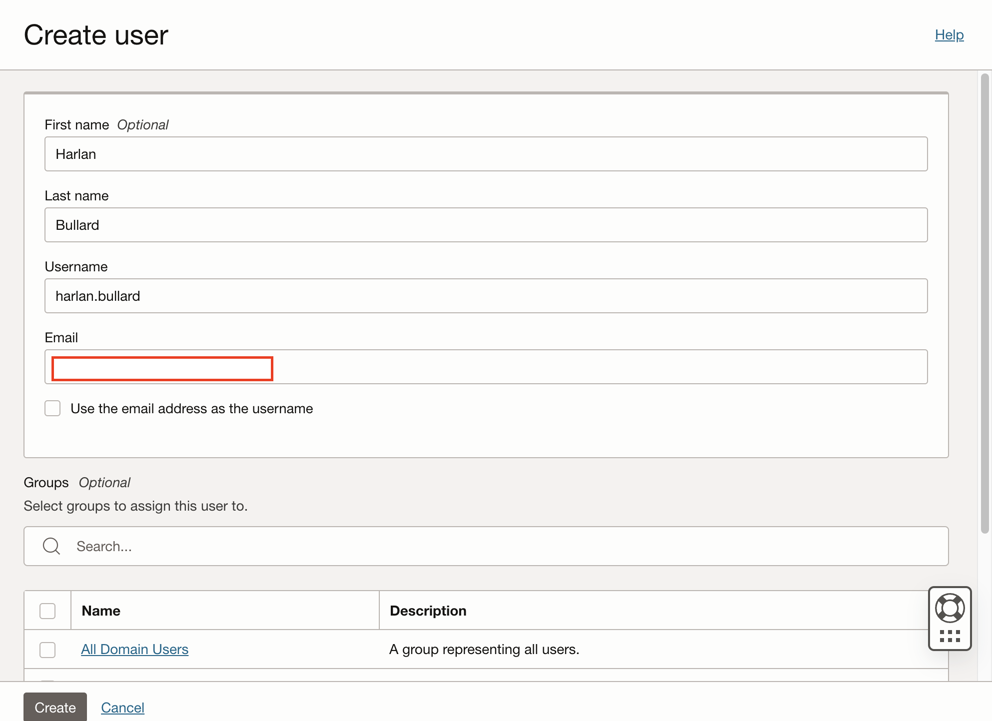 Create user
Help
First name Optional
Harlan
Last name
Bullard
Username
harlan.bullard
Email
Use the email address as the username
Groups Optional
Select groups to assign this user to.
Search...
Name Description
All Domain Users A group representing all users.
Create Cancel